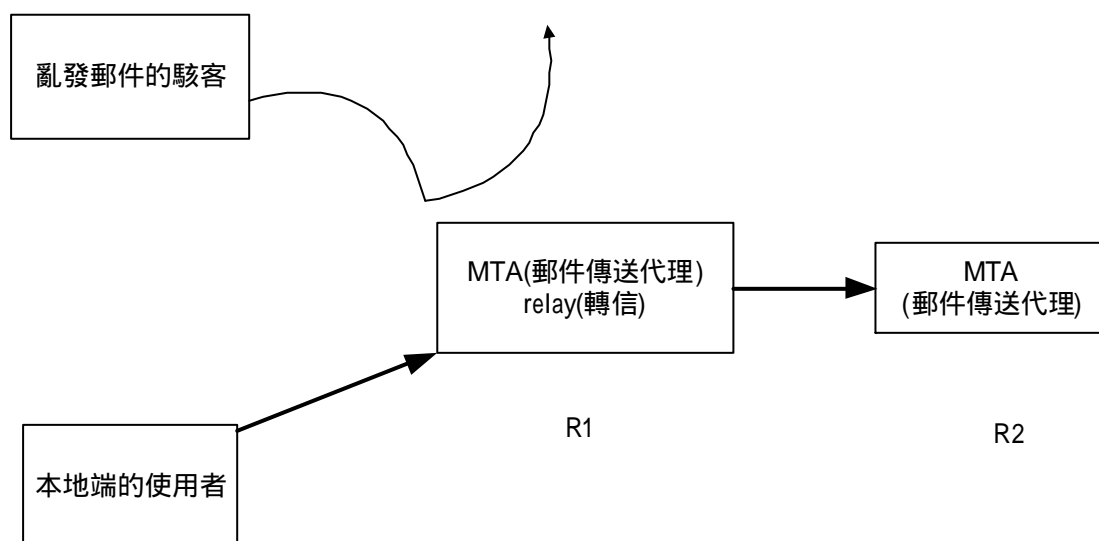 亂發郵件的駭客
MTA(郵件傳送代理)
relay(轉信)
MTA
(郵件傳送代理)
R1
R2
本地端的使用者